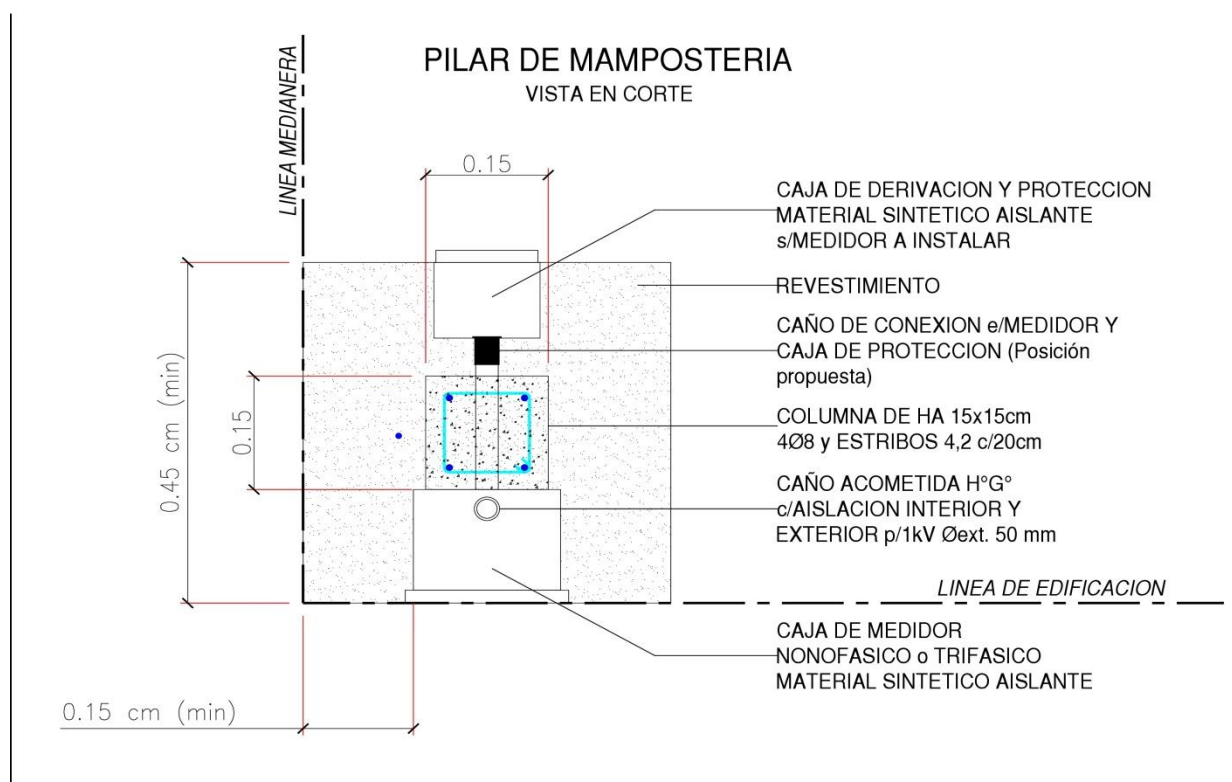 PILAR DE MAMPOSTERIA
VISTA EN CORTE
LINEA MEDIANERA
0.15
CAJA DE DERIVACION Y PROTECCION
MATERIAL SINTETICO AISLANTE
s/MEDIDOR A INSTALAR
REVESTIMIENTO
CAÑO DE CONEXION e/MEDIDOR Y
CAJA DE PROTECCION (Posición
propuesta)
0.45 cm (min)
0.15
COLUMNA DE HA 15x15cm
4Ø8 y ESTRIBOS 4,2 c/20cm
CAÑO ACOMETIDA H°G°
c/AISLACION INTERIOR Y
EXTERIOR p/1kV Øext. 50 mm
LINEA DE EDIFICACION
CAJA DE MEDIDOR
NONOFASICO o TRIFASICO
MATERIAL SINTETICO AISLANTE
0.15 cm (min)